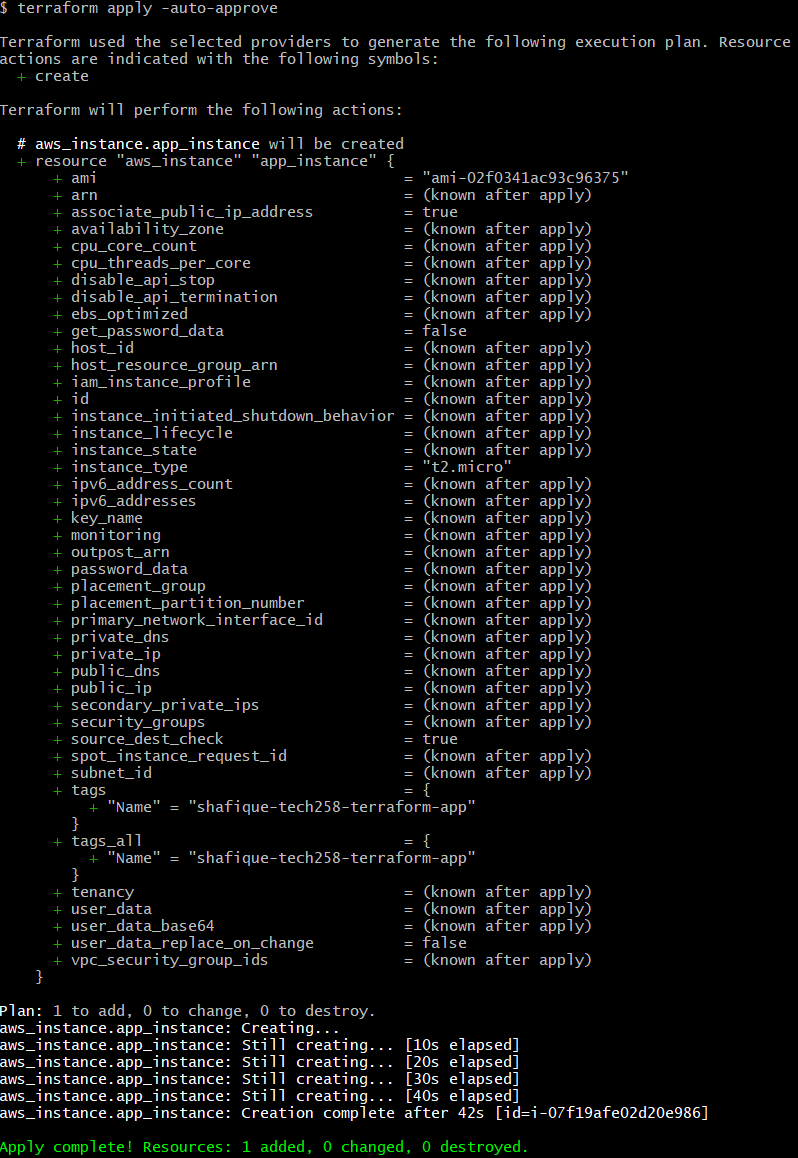 $ terraform apply -auto-approve
Terraform used the selected providers to generate the following execution plan. Resource
actions are indicated with the following symbols:
  + create
Terraform will perform the following actions:
  # aws_instance.app_instance will be created
  + resource "aws_instance" "app_instance" {
      + ami                                  = "ami-02f0341ac93c96375"
      + arn                                  = (known after apply)
      + associate_public_ip_address          = true
      + availability_zone                    = (known after apply)
      + cpu_core_count                       = (known after apply)
      + cpu_threads_per_core                 = (known after apply)
      + disable_api_stop                     = (known after apply)
      + disable_api_termination              = (known after apply)
      + ebs_optimized                        = (known after apply)
      + get_password_data                    = false
      + host_id                              = (known after apply)
      + host_resource_group_arn              = (known after apply)
      + iam_instance_profile                 = (known after apply)
      + id                                   = (known after apply)
      + instance_initiated_shutdown_behavior = (known after apply)
      + instance_lifecycle                   = (known after apply)
      + instance_state                       = (known after apply)
      + instance_type                        = "t2.micro"
      + ipv6_address_count                   = (known after apply)
      + ipv6_addresses                       = (known after apply)
      + key_name                             = (known after apply)
      + monitoring                           = (known after apply)
      + outpost_arn                          = (known after apply)
      + password_data                        = (known after apply)
      + placement_group                      = (known after apply)
      + placement_partition_number           = (known after apply)
      + primary_network_interface_id         = (known after apply)
      + private_dns                          = (known after apply)
      + private_ip                           = (known after apply)
      + public_dns                           = (known after apply)
      + public_ip                            = (known after apply)
      + secondary_private_ips                = (known after apply)
      + security_groups                      = (known after apply)
      + source_dest_check                    = true
      + spot_instance_request_id             = (known after apply)
      + subnet_id                            = (known after apply)
      + tags                                 = {
          + "Name" = "shafique-tech258-terraform-app"
        }
      + tags_all                             = {
          + "Name" = "shafique-tech258-terraform-app"
        }
      + tenancy                              = (known after apply)
      + user_data                            = (known after apply)
      + user_data_base64                     = (known after apply)
      + user_data_replace_on_change          = false
      + vpc_security_group_ids               = (known after apply)
    }
Plan: 1 to add, 0 to change, 0 to destroy.
aws_instance.app_instance: Creating...
aws_instance.app_instance: Still creating... [10s elapsed]
aws_instance.app_instance: Still creating... [20s elapsed]
aws_instance.app_instance: Still creating... [30s elapsed]
aws_instance.app_instance: Still creating... [40s elapsed]
aws_instance.app_instance: Creation complete after 42s [id=i-07f19afe02d20e986]
Apply complete! Resources: 1 added, 0 changed, 0 destroyed.